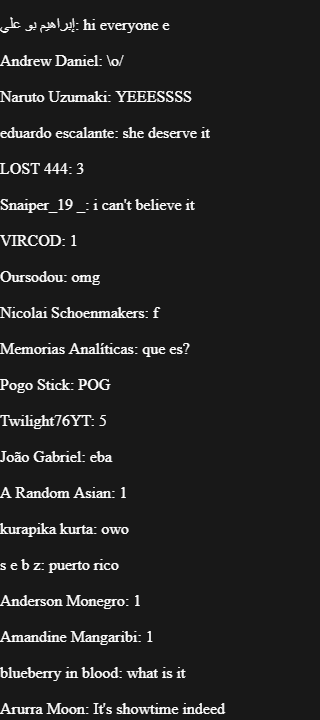 إبراهيم بو علي: hi everyone e
Andrew Daniel: \o/
Naruto Uzumaki: YEEESSSS
eduardo escalante: she deserve it
LOST 444: 3
Snaiper_19 _: i can't believe it
VIRCOD: 1
Oursodou: omg
Nicolai Schoenmakers: f
Memorias Analíticas: que es?
Pogo Stick: POG
Twilight76YT: 5
João Gabriel: eba
A Random Asian: 1
kurapika kurta: owo
s e b z: puerto rico
Anderson Monegro: 1
Amandine Mangaribi: 1
blueberry in blood: what is it
Arurra Moon: It's showtime indeed